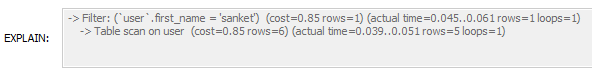 -> Filter: (`user`.first_name = 'sanket')  (cost=0.85 rows=1) (actual time=0.045..0.061 rows=1 loops=1)
    -> Table scan on user  (cost=0.85 rows=6) (actual time=0.039..0.051 rows=5 loops=1)
EXPLAIN: